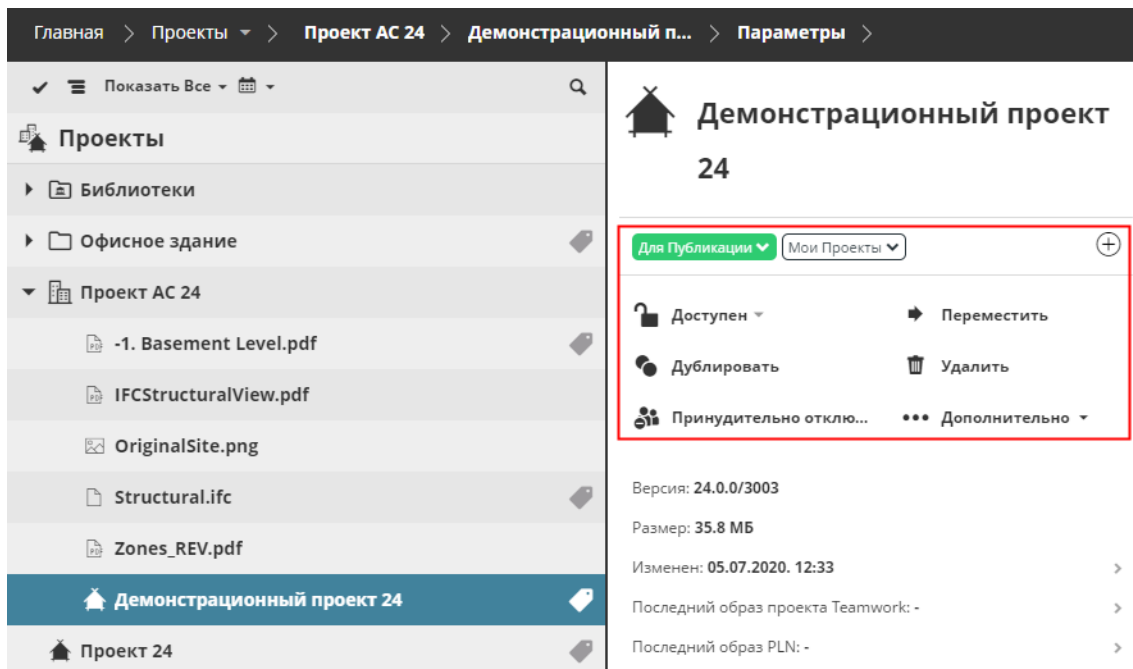 Главная > Проекты > Проект АС 24 > Демонстрационный п... > Параметры >
Показать Все
Проекты
Библиотеки
Офисное здание
Проект АС 24
-1. Basement Level.pdf
IFCStructuralView.pdf
OriginalSite.png
Structural.ifc
Zones_REV.pdf
Демонстрационный проект 24
Проект 24
Демонстрационный проект
24
Для Публикации Мои Проекты
Доступен Переместить
Дублировать Удалить
Принудительно отклю... Дополнительно
Версия: 24.0.0/3003
Размер: 35.8 МБ
Изменен: 05.07.2020. 12:33
Последний образ проекта Teamwork: -
Последний образ PLN: -